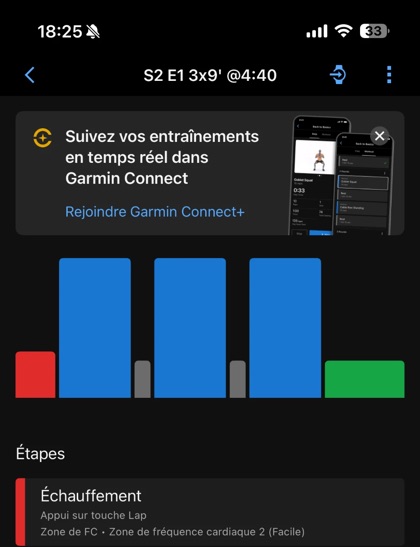 18:25 33
S2 E1 3x9' @4:40
Suivez vos entraînements
en temps réel dans
Garmin Connect
Rejoindre Garmin Connect+
Étapes
Échauffement
Appui sur touche Lap
Zone de FC • Zone de fréquence cardiaque 2 (Facile)